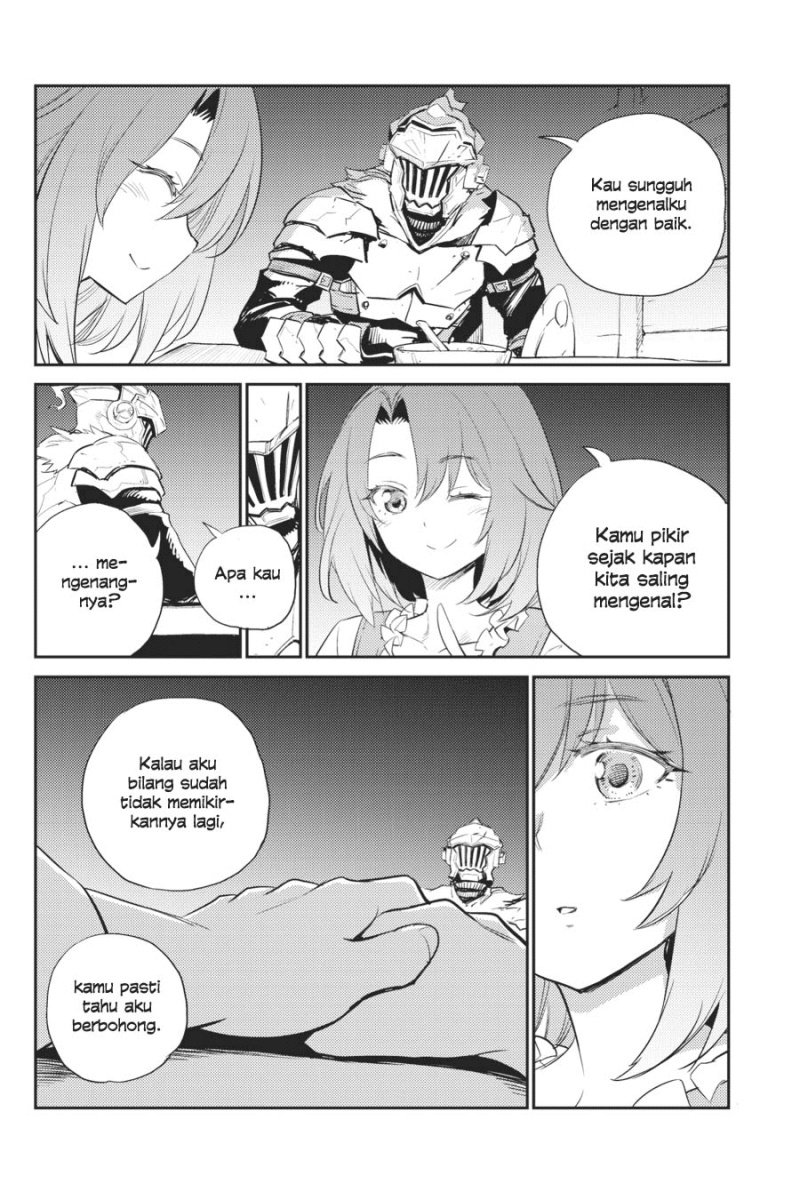 Kau sungguh
mengenalku
dengan baik.
Kamu pikir
sejak kapan
kita saling
mengenal?
Apa kau
...
... me-
ngenang-
nya?
Kalau aku
bilang sudah
tidak memikir-
kannya lagi,
kamu pasti
tahu aku
berbohong.